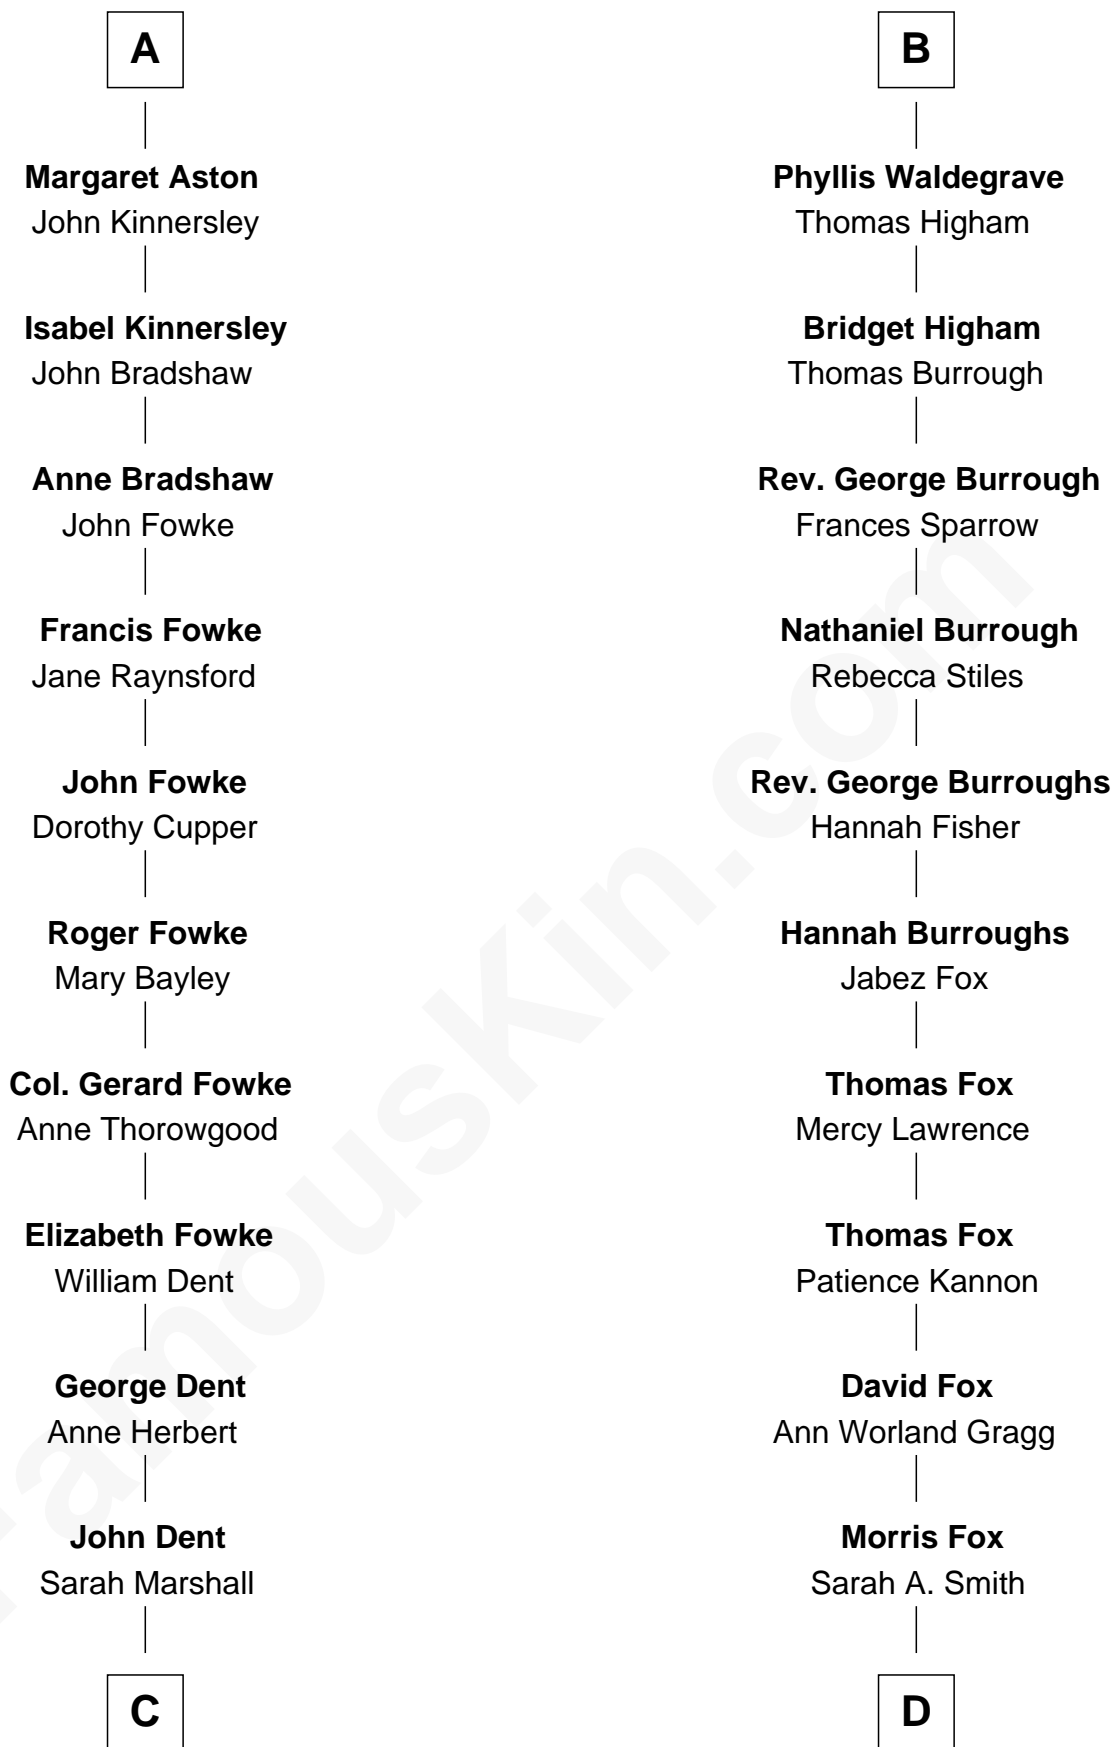 A
Margaret Aston
John Kinnersley
Isabel Kinnersley
John Bradshaw
Anne Bradshaw
John Fowke
Francis Fowke
Jane Raynsford
John Fowke
Dorothy Cupper
Roger Fowke
Mary Bayley
Col. Gerard Fowke
Anne Thorowgood
Elizabeth Fowke
William Dent
George Dent
Anne Herbert
John Dent
Sarah Marshall
C
B
Phyllis Waldegrave
Thomas Higham
Bridget Higham
Thomas Burrough
Rev. George Burrough
Frances Sparrow
Nathaniel Burrough
Rebecca Stiles
Rev. George Burroughs
Hannah Fisher
Hannah Burroughs
Jabez Fox
Thomas Fox
Mercy Lawrence
Thomas Fox
Patience Kannon
David Fox
Ann Worland Gragg
Morris Fox
Sarah A. Smith
D
FamousKin.com